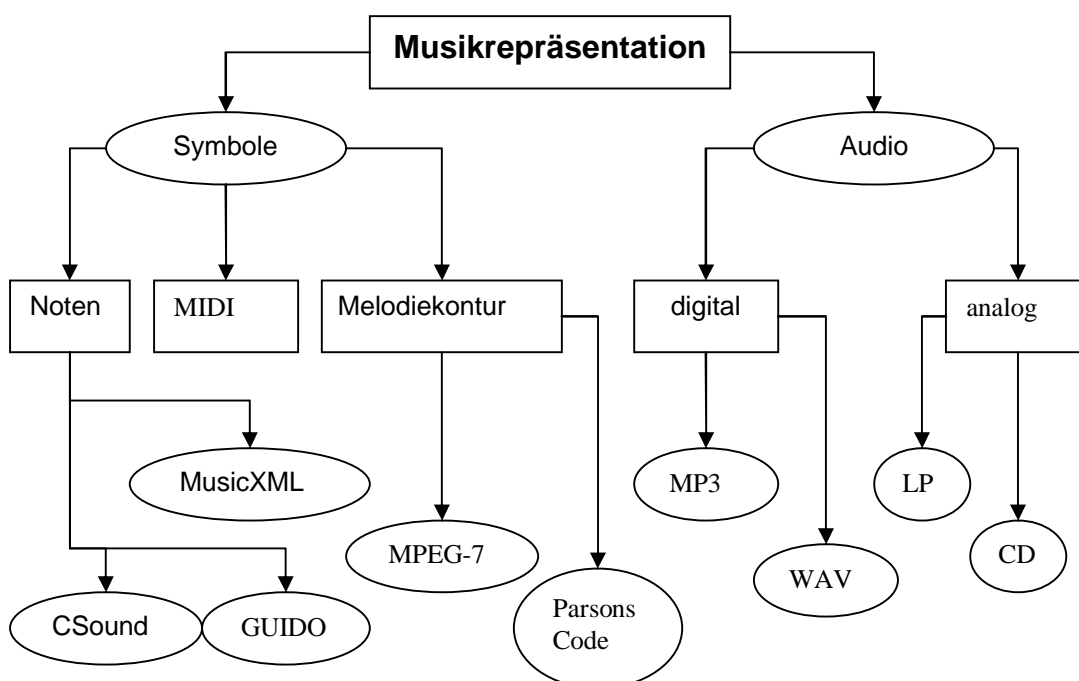 Musikrepräsentation
Symbole
Audio
Noten
MIDI
Melodiekontur
digital
analog
MusicXML
MP3
LP
MPEG-7
CD
WAV
CSound
GUIDO
Parsons
Code